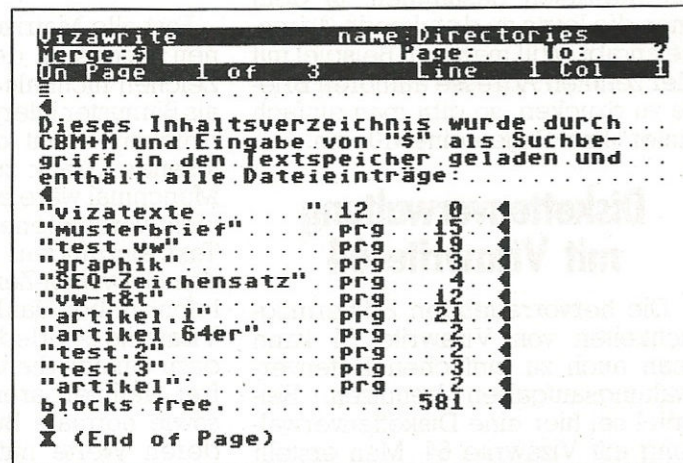 Vizawrite name:Directories
Merge:$ Page: To: ?
On Page 1 of 3 Line 1 Col 1
Dieses.Inhaltsverzeichnis wurde durch.
CBM+M und Eingabe von "$" als Suchbe-
griff in den Textspeicher geladen und
enthält alle Dateieinträge:
"vizatexte " 12 0
"musterbrief" prg 15
"test.vw" prg 19
"graphik" prg 3
"SEQ-Zeichensatz" prg 4
"vw-t&t" prg 12
"artikel 1" prg 21
"artikel 64er" prg 2
"test.2" prg 2
"test.3" prg 3
"artikel" prg 2
blocks free. 581
(End of Page)